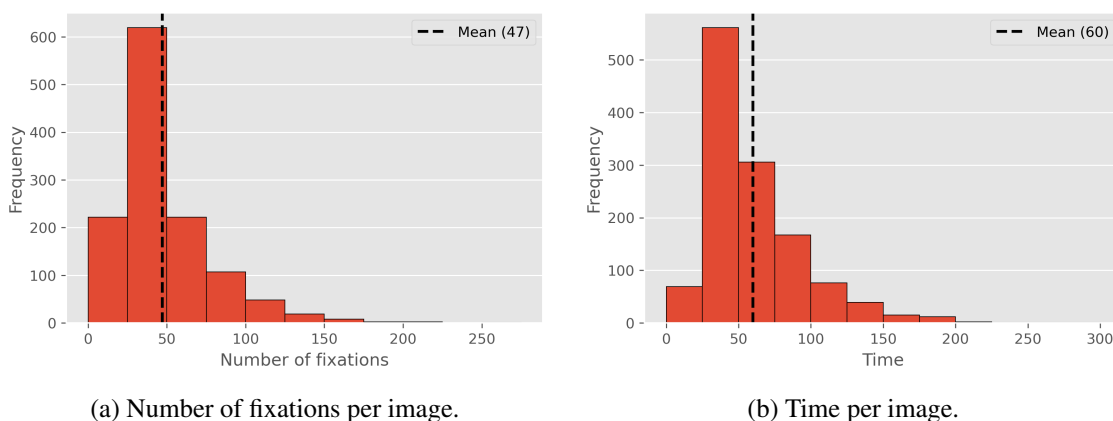 600
500
400
300
200
100
0
Frequency
0 50 100 150 200 250
Number of fixations
Mean (47)
(a) Number of fixations per image.
500
400
300
200
100
0
Frequency
0 50 100 150 200 250 300
Time
Mean (60)
(b) Time per image.